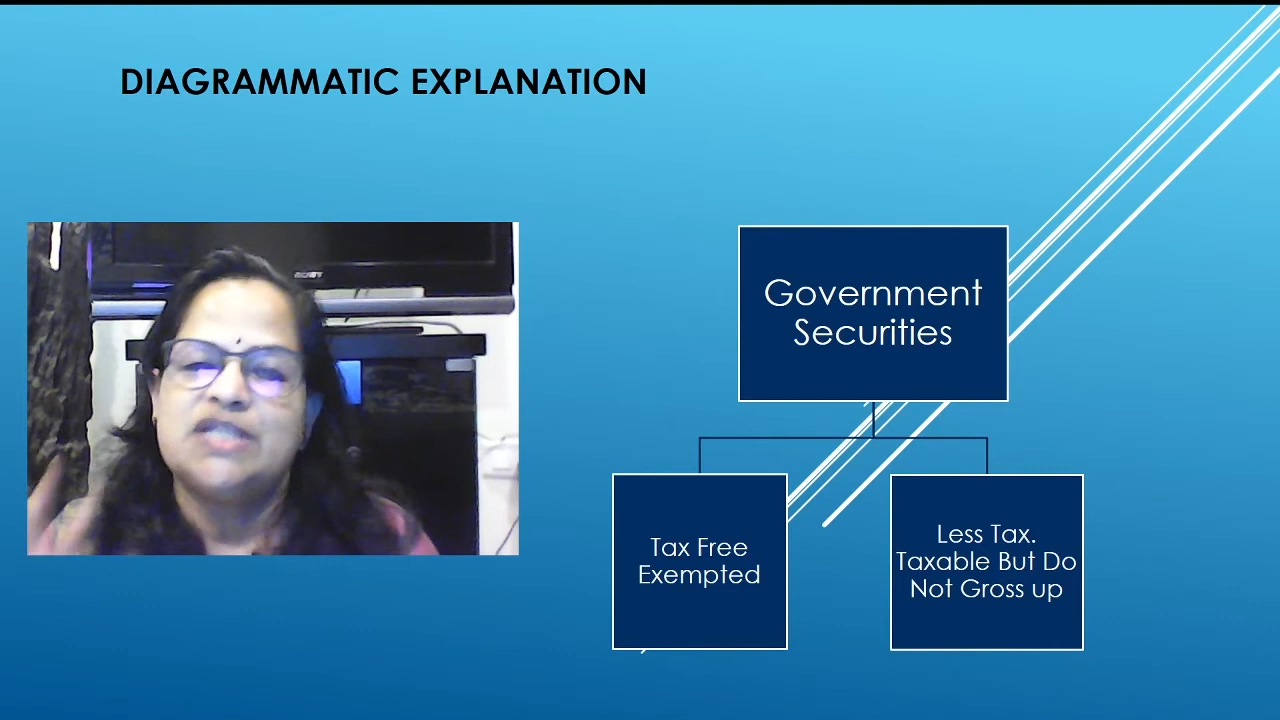 DIAGRAMMATIC EXPLANATION
Government
Securities
Tax Free
Exempted
Less Tax.
Taxable But Do
Not Gross up